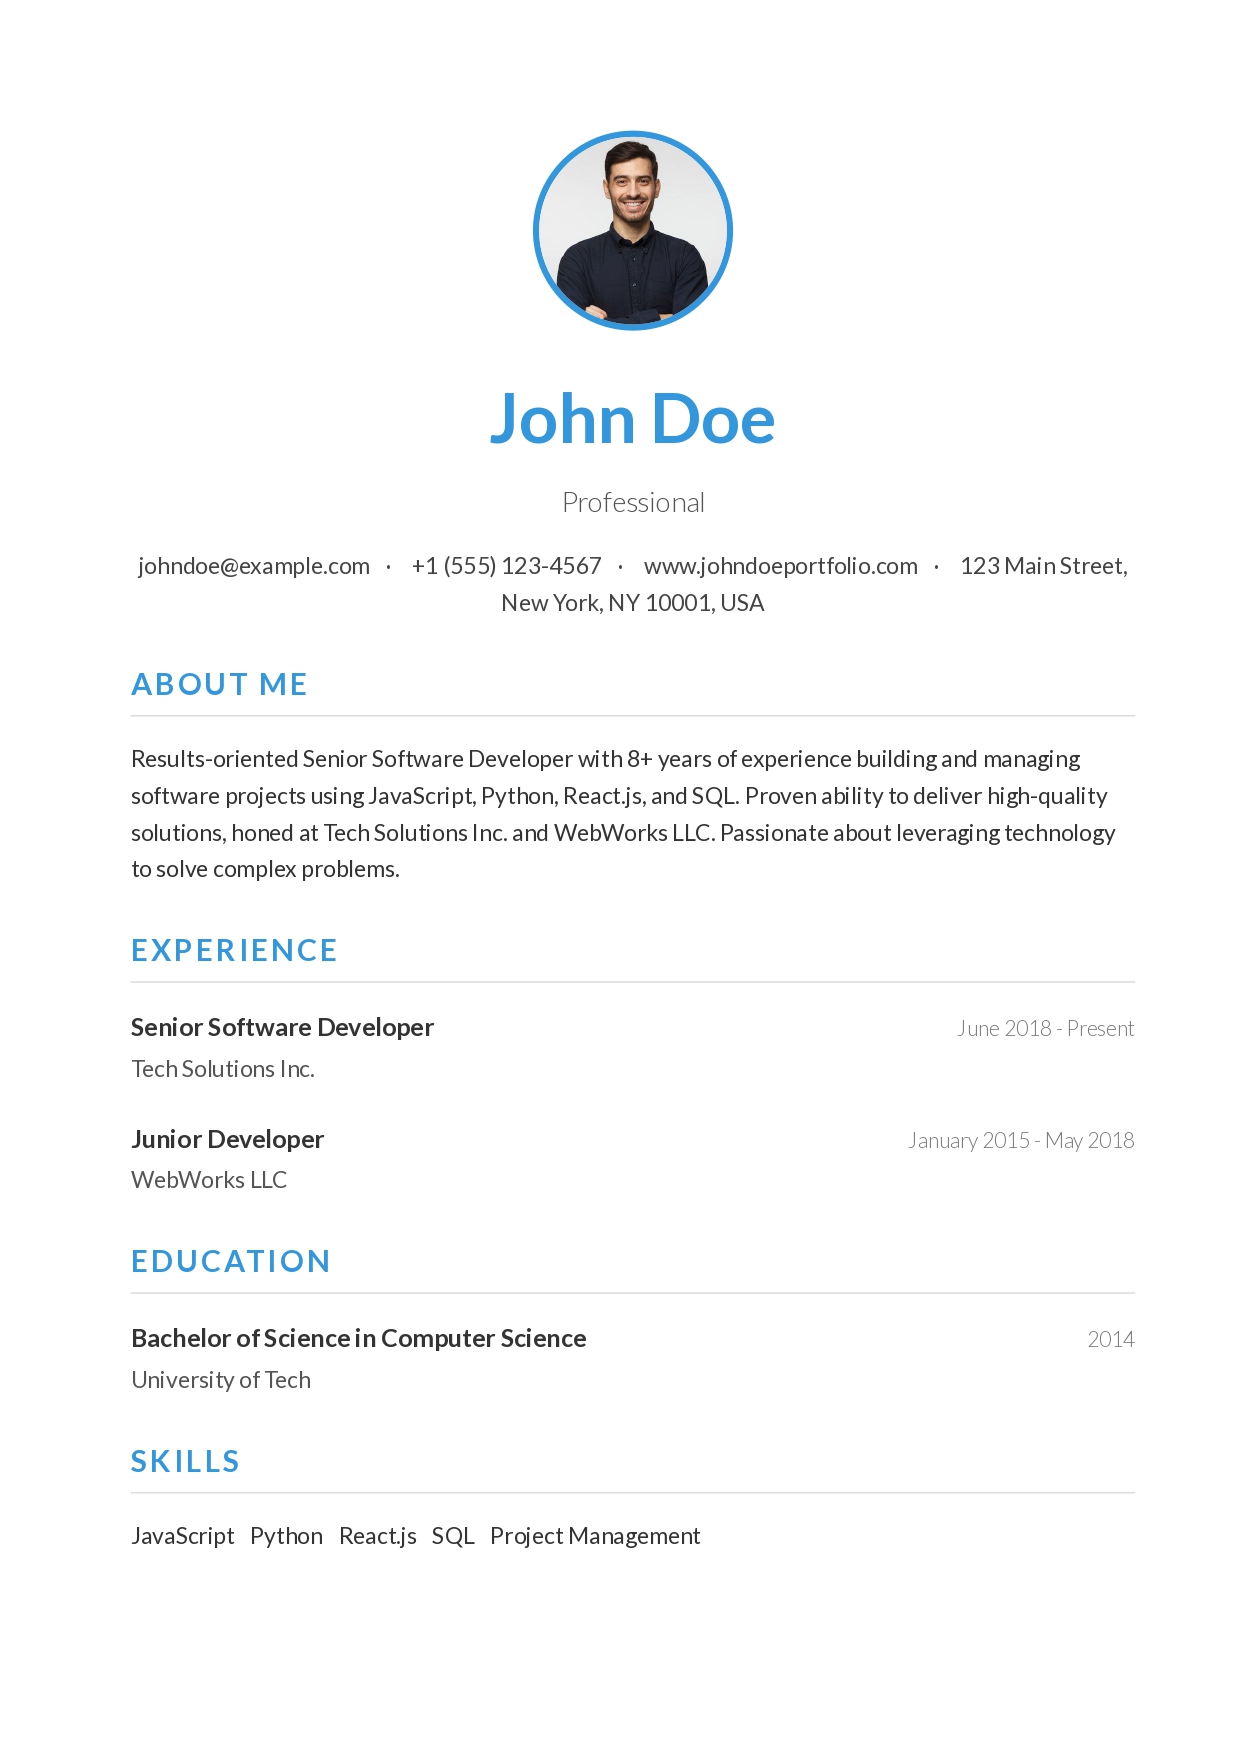 John Doe
Professional
johndoe@example.com · +1 (555) 123-4567 · www.johndoeportfolio.com · 123 Main Street,
New York, NY 10001, USA
ABOUT ME
Results-oriented Senior Software Developer with 8+ years of experience building and managing
software projects using JavaScript, Python, React.js, and SQL. Proven ability to deliver high-quality
solutions, honed at Tech Solutions Inc. and WebWorks LLC. Passionate about leveraging technology
to solve complex problems.
EXPERIENCE
Senior Software Developer June 2018 - Present
Tech Solutions Inc.
Junior Developer January 2015 - May 2018
WebWorks LLC
EDUCATION
Bachelor of Science in Computer Science 2014
University of Tech
SKILLS
JavaScript Python React.js SQL Project Management